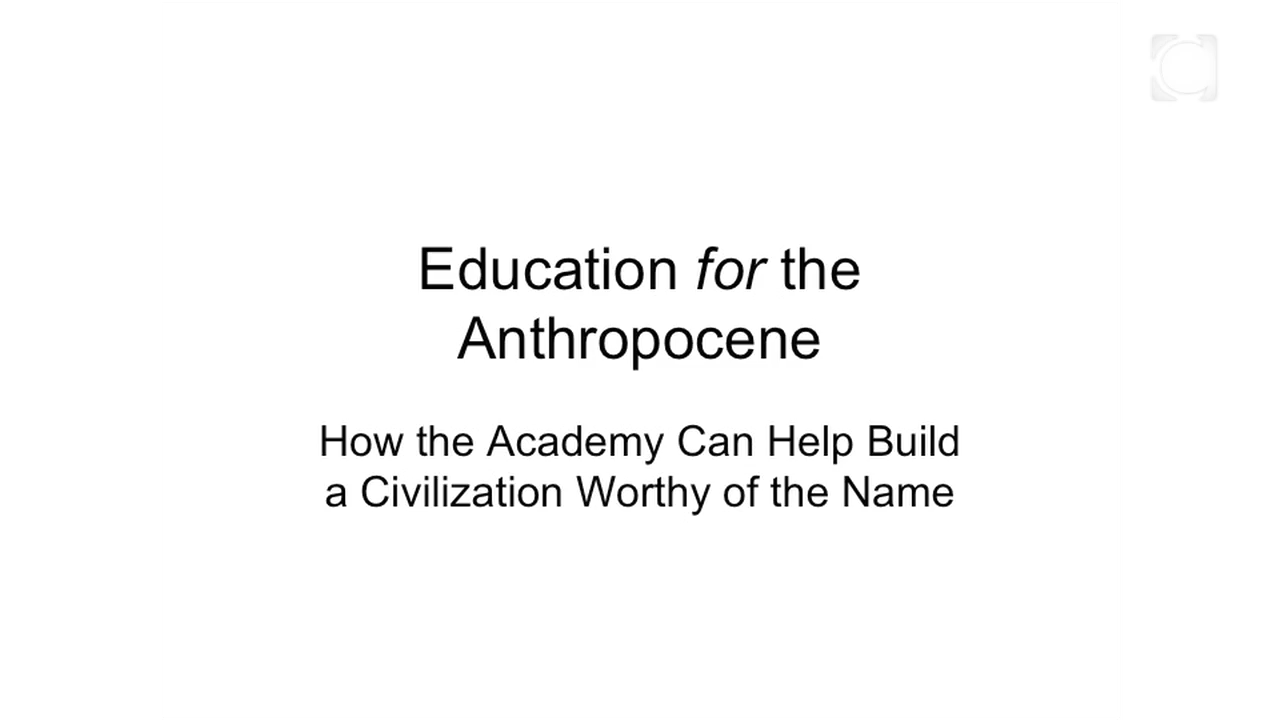 Education for the
Anthropocene
How the Academy Can Help Build
a Civilization Worthy of the Name